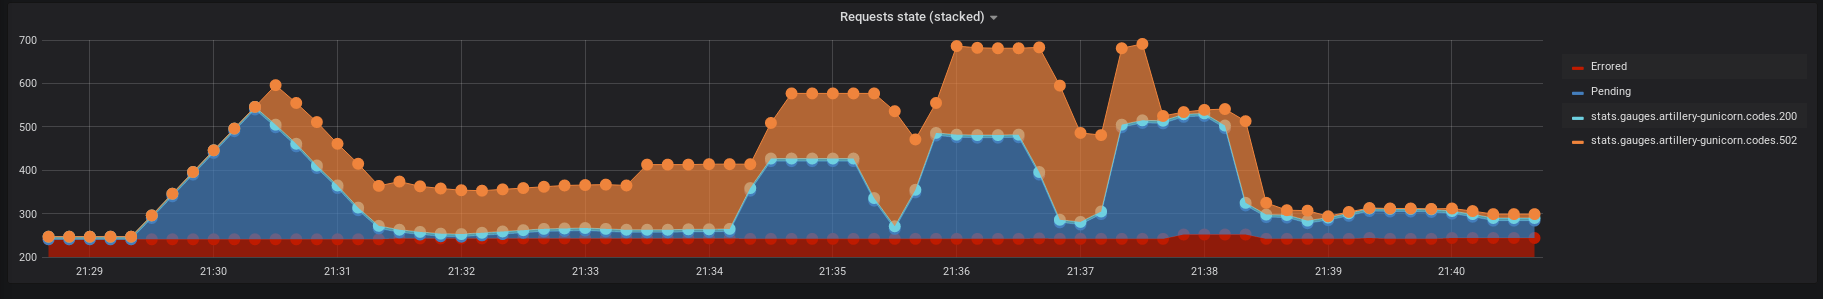 Requests state (stacked)
700
600
500
400
300
200
21:29 21:30 21:31 21:32 21:33 21:34 21:35 21:36 21:37 21:38 21:39 21:40
Errored
Pending
stats.gauges.artillery-gunicorn.codes.200
stats.gauges.artillery-gunicorn.codes.502